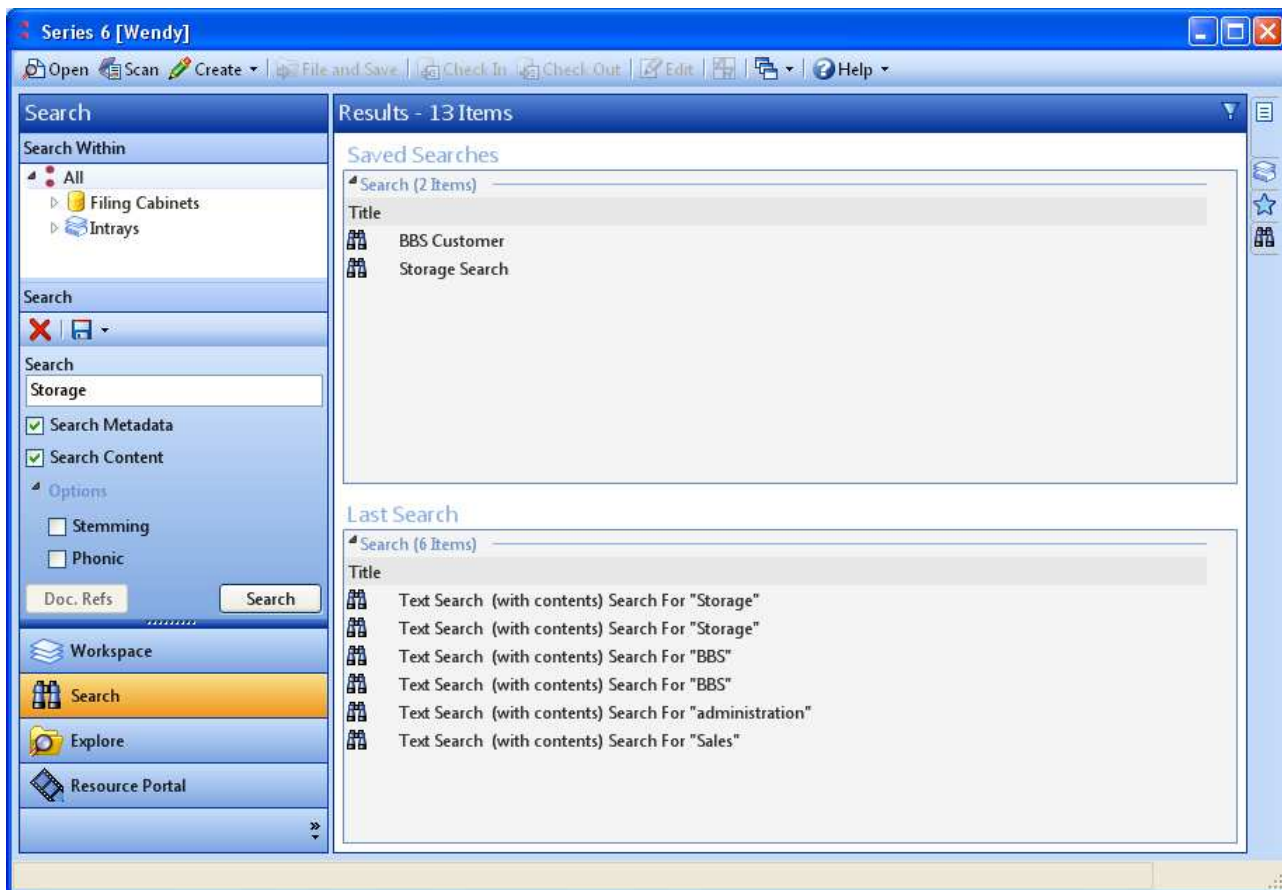 Series 6 [Wendy]
Open Scan Create File and Save Check In Check Out Edit Help
Search
Search Within
All
Filing Cabinets
Intrays
Search
Search
Storage
Search Metadata
Search Content
Options
Stemming
Phonic
Doc. Refs Search
Workspace
Search
Explore
Resource Portal
Results - 13 Items
Saved Searches
Search (2 Items)
Title
BBS Customer
Storage Search
Last Search
Search (6 Items)
Title
Text Search (with contents) Search For "Storage"
Text Search (with contents) Search For "Storage"
Text Search (with contents) Search For "BBS"
Text Search (with contents) Search For "BBS"
Text Search (with contents) Search For "administration"
Text Search (with contents) Search For "Sales"